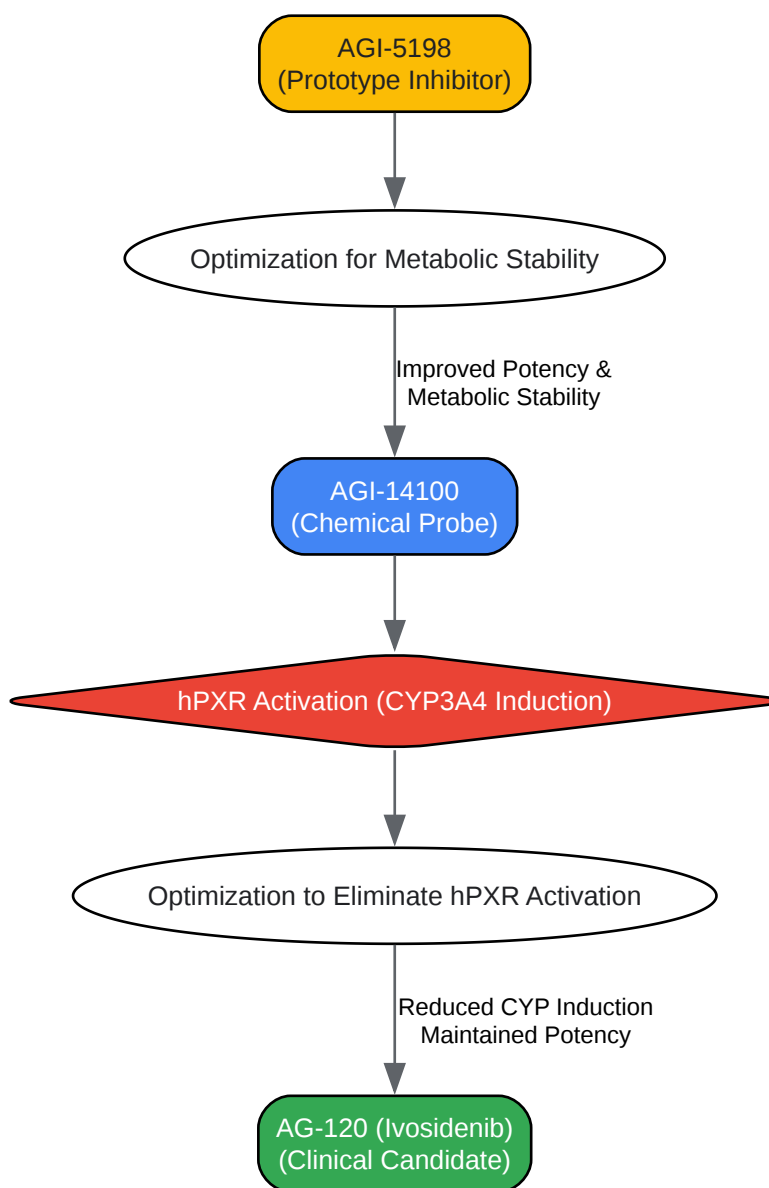 AGI-5198
(Prototype Inhibitor)
Optimization for Metabolic Stability
Improved Potency &
Metabolic Stability
AGI-14100
(Chemical Probe)
hPXR Activation (CYP3A4 Induction)
Optimization to Eliminate hPXR Activation
Reduced CYP Induction
Maintained Potency
AG-120 (Ivosidenib)
(Clinical Candidate)